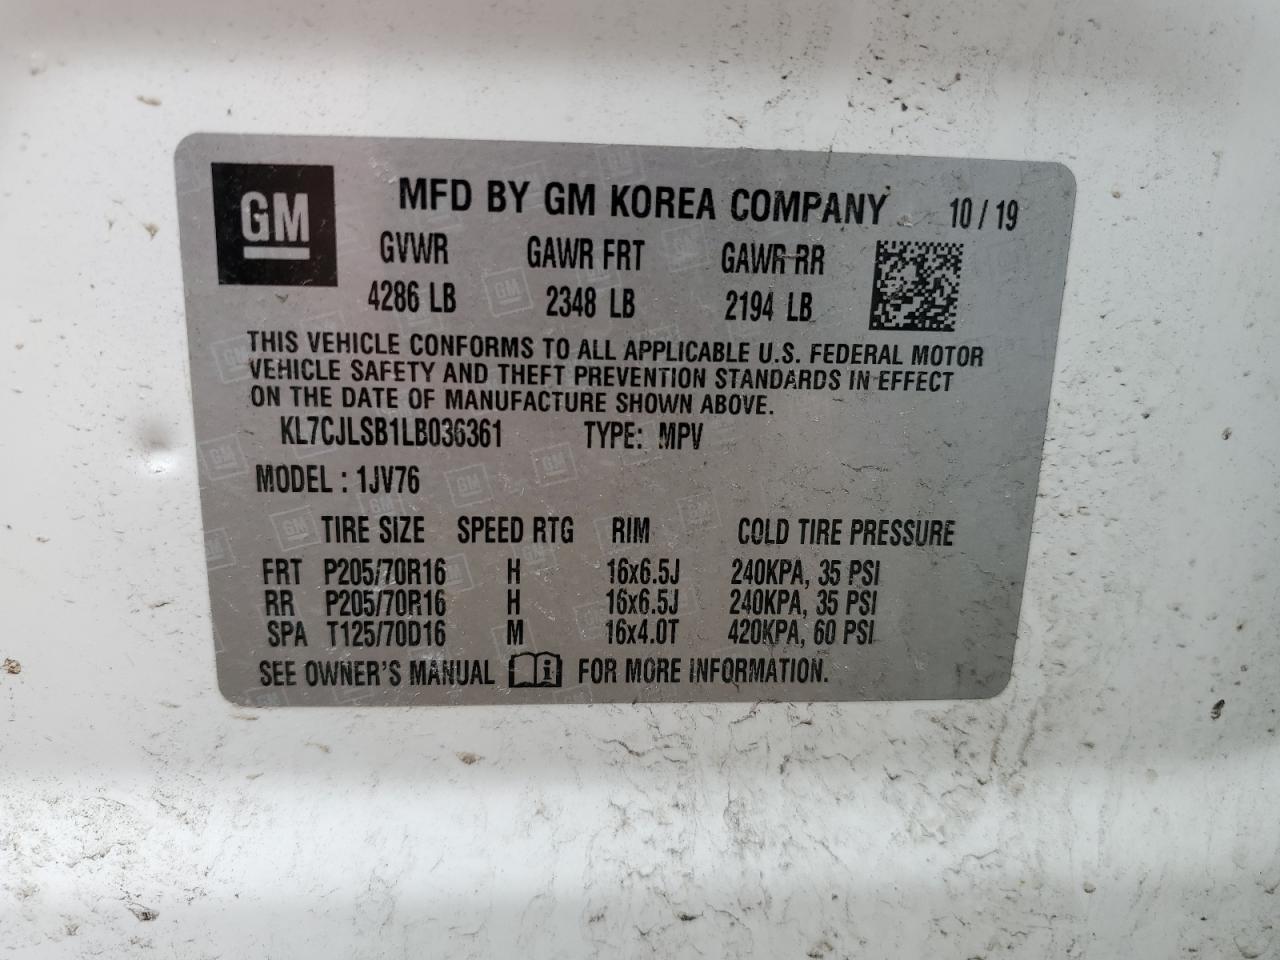 GM
MFD BY GM KOREA COMPANY 10 / 19
GVWR GAWR FRT GAWR RR
4286 LB 2348 LB 2194 LB
THIS VEHICLE CONFORMS TO ALL APPLICABLE U.S. FEDERAL MOTOR
VEHICLE SAFETY AND THEFT PREVENTION STANDARDS IN EFFECT
ON THE DATE OF MANUFACTURE SHOWN ABOVE.
KL7CJLSB1LB036361 TYPE: MPV
MODEL : 1JV76
TIRE SIZE SPEED RTG RIM COLD TIRE PRESSURE
FRT P205/70R16 H 16x6.5J 240KPA, 35 PSI
RR P205/70R16 H 16x6.5J 240KPA, 35 PSI
SPA T125/70D16 M 16x4.0T 420KPA, 60 PSI
SEE OWNER'S MANUAL i FOR MORE INFORMATION.